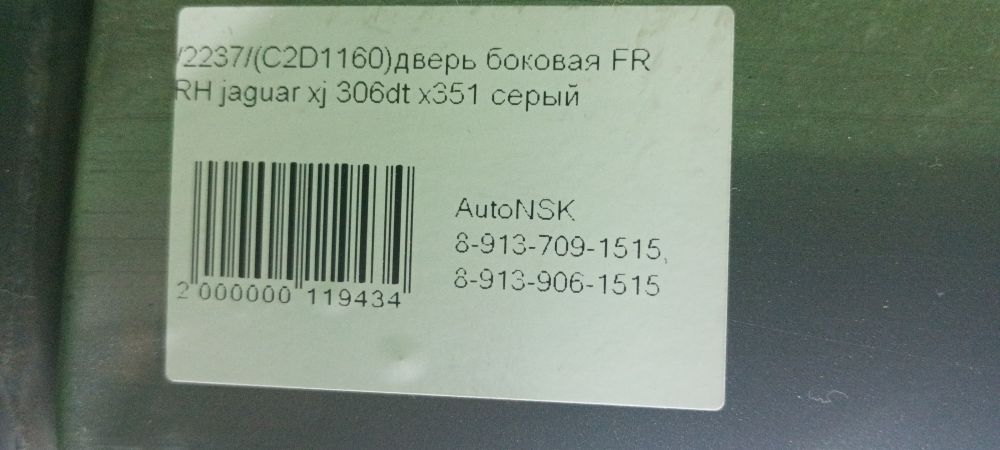 /2237/(C2D1160)дверь боковая FR
RH jaguar xj 306dt x351 серый
AutoNSK
8-913-709-1515,
8-913-906-1515
2 000000 119434